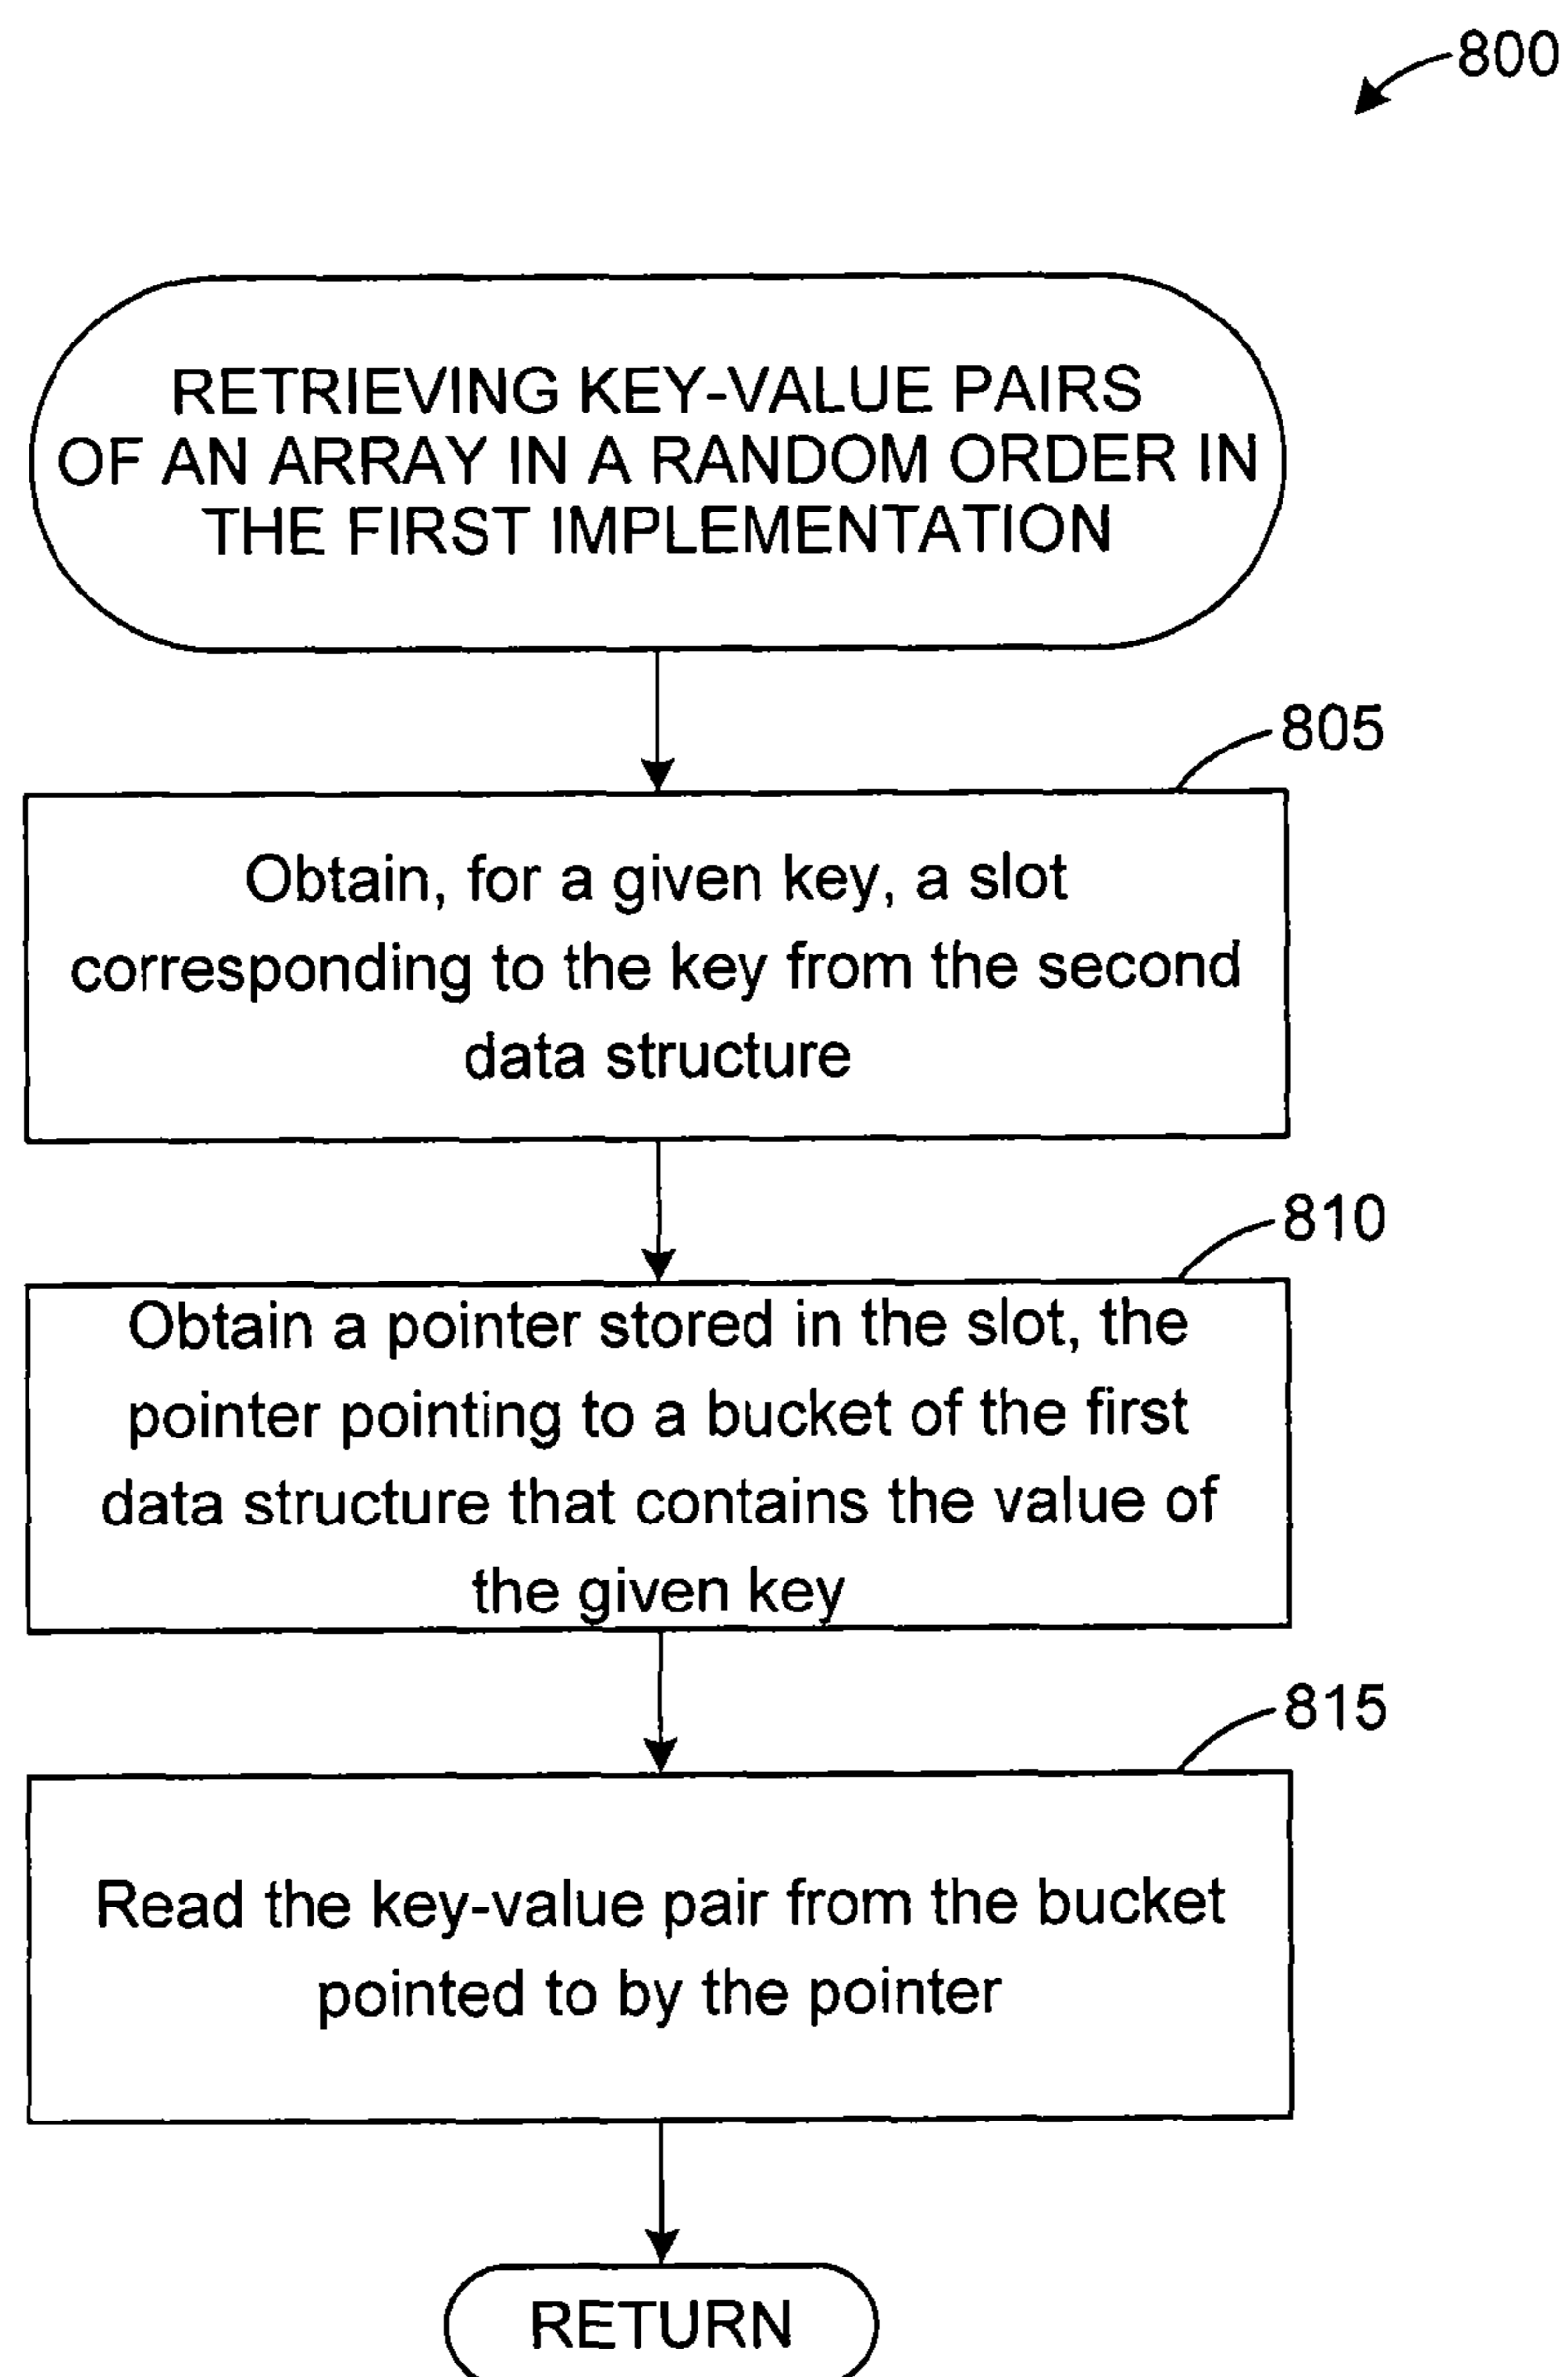 800
RETRIEVING KEY-VALUE PAIRS
OF AN ARRAY IN A RANDOM ORDER IN
THE FIRST IMPLEMENTATION
805
Obtain, for a given key, a slot
corresponding to the key from the second
data structure
810
Obtain a pointer stored in the slot, the
pointer pointing to a bucket of the first
data structure that contains the value of
the given key
815
Read the key-value pair from the bucket
pointed to by the pointer
RETURN